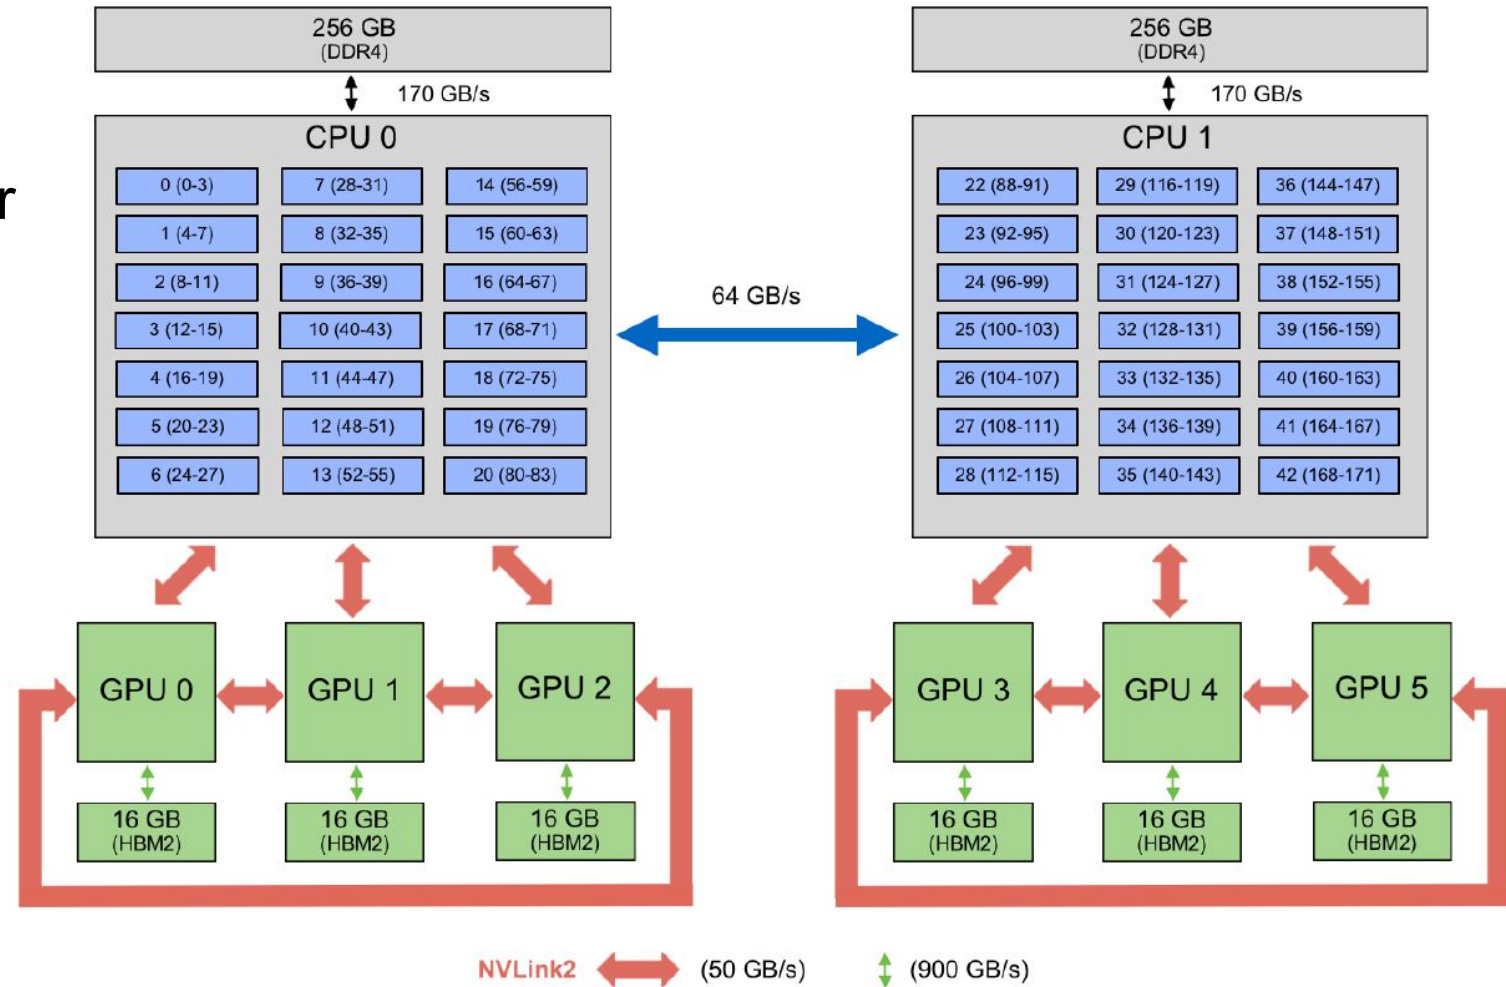 256 GB
(DDR4)
170 GB/s
CPU 0
0 (0-3)
7 (28-31)
14 (56-59)
1 (4-7)
8 (32-35)
15 (60-63)
2 (8-11)
9 (36-39)
16 (64-67)
3 (12-15)
10 (40-43)
17 (68-71)
4 (16-19)
11 (44-47)
18 (72-75)
5 (20-23)
12 (48-51)
19 (76-79)
6 (24-27)
13 (52-55)
20 (80-83)
r
64 GB/s
256 GB
(DDR4)
170 GB/s
CPU 1
22 (88-91)
29 (116-119)
36 (144-147)
23 (92-95)
30 (120-123)
37 (148-151)
24 (96-99)
31 (124-127)
38 (152-155)
25 (100-103)
32 (128-131)
39 (156-159)
26 (104-107)
33 (132-135)
40 (160-163)
27 (108-111)
34 (136-139)
41 (164-167)
28 (112-115)
35 (140-143)
42 (168-171)
GPU 0
GPU 1
GPU 2
16 GB
(HBM2)
16 GB
(HBM2)
16 GB
(HBM2)
GPU 3
GPU 4
GPU 5
16 GB
(HBM2)
16 GB
(HBM2)
16 GB
(HBM2)
NVLink2
(50 GB/s)
(900 GB/s)